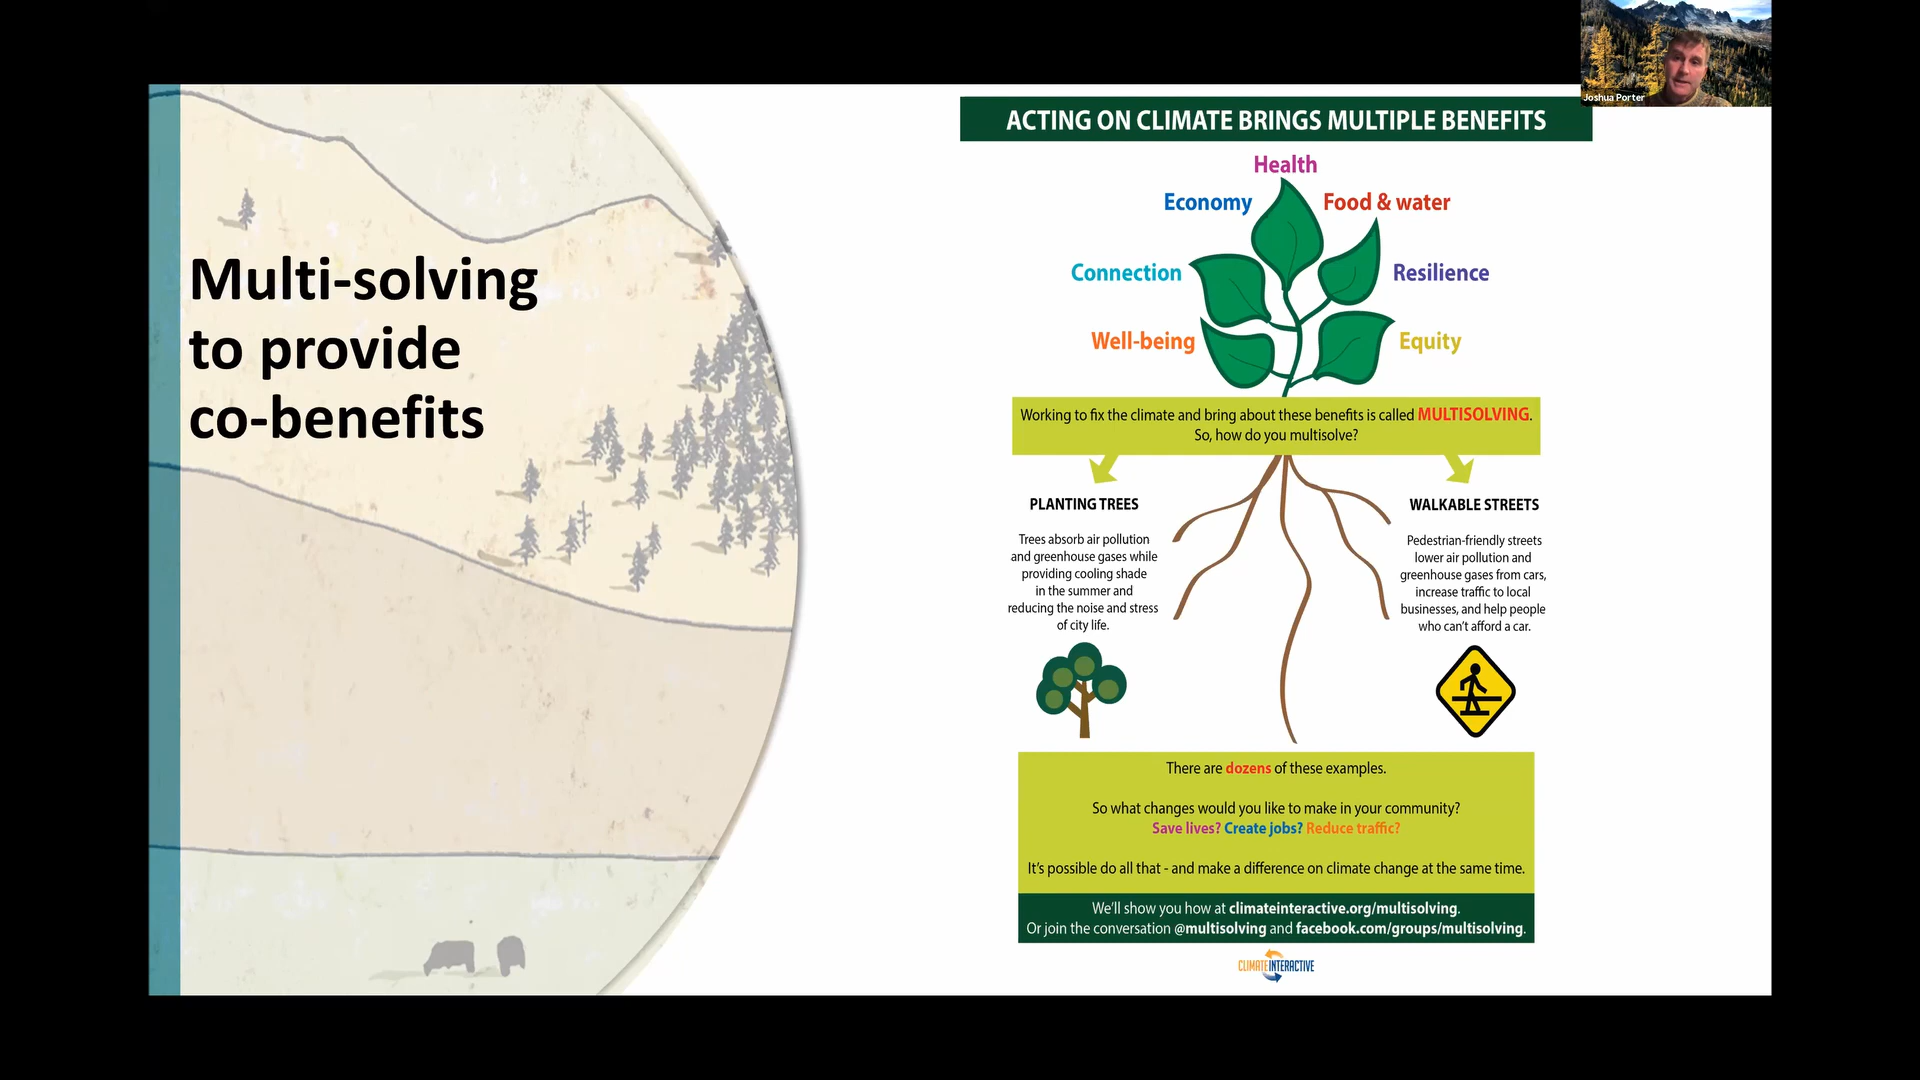 Joshua Porter
Multi-solving
to provide
co-benefits
ACTING ON CLIMATE BRINGS MULTIPLE BENEFITS
Health
Economy
Food & water
Connection
Resilience
Well-being
Equity
Working to fix the climate and bring about these benefits is called MULTISOLVING.
So, how do you multisolve?
PLANTING TREES
Trees absorb air pollution
and greenhouse gases while
providing cooling shade
in the summer and
reducing the noise and stress
of city life.
WALKABLE STREETS
Pedestrian-friendly streets
lower air pollution and
greenhouse gases from cars,
increase traffic to local
businesses, and help people
who can't afford a car.
There are dozens of these examples.
So what changes would you like to make in your community?
Save lives? Create jobs? Reduce traffic?
It's possible do all that - and make a difference on climate change at the same time.
We'll show you how at climateinteractive.org/multisolving.
Or join the conversation @multisolving and facebook.com/groups/multisolving.
CLIMATEINTERACTIVE